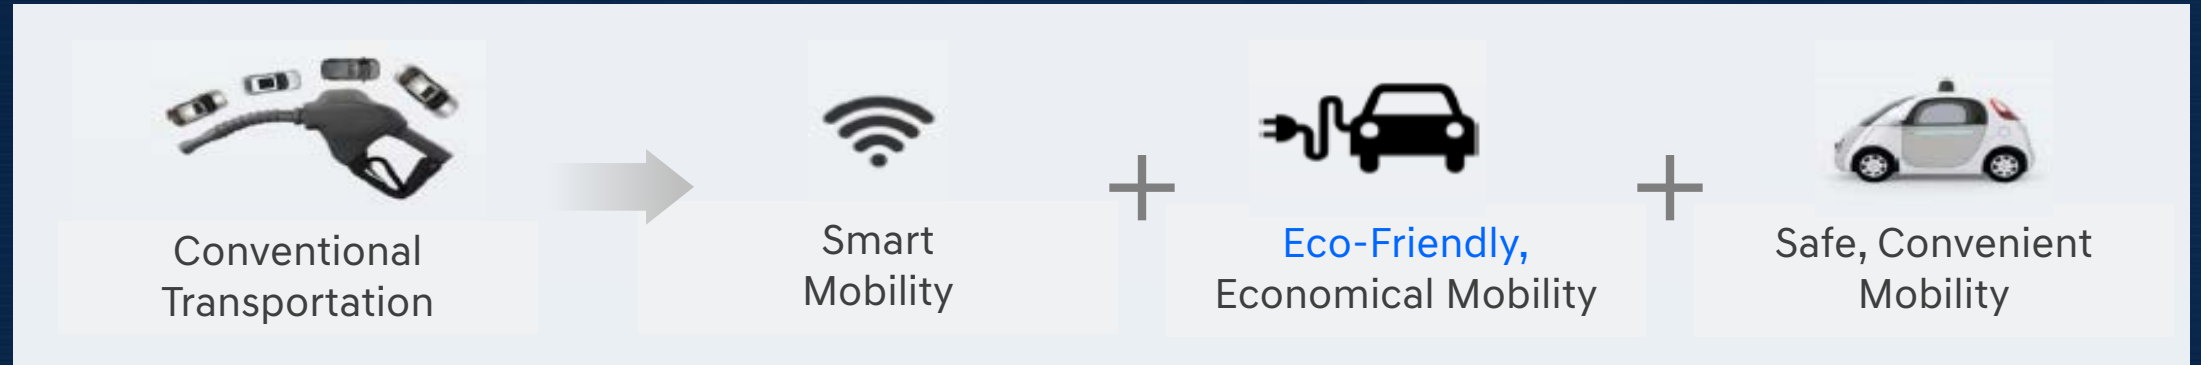 Conventional
Transportation
Smart
Mobility
Eco-Friendly,
Economical Mobility
Safe, Convenient
Mobility